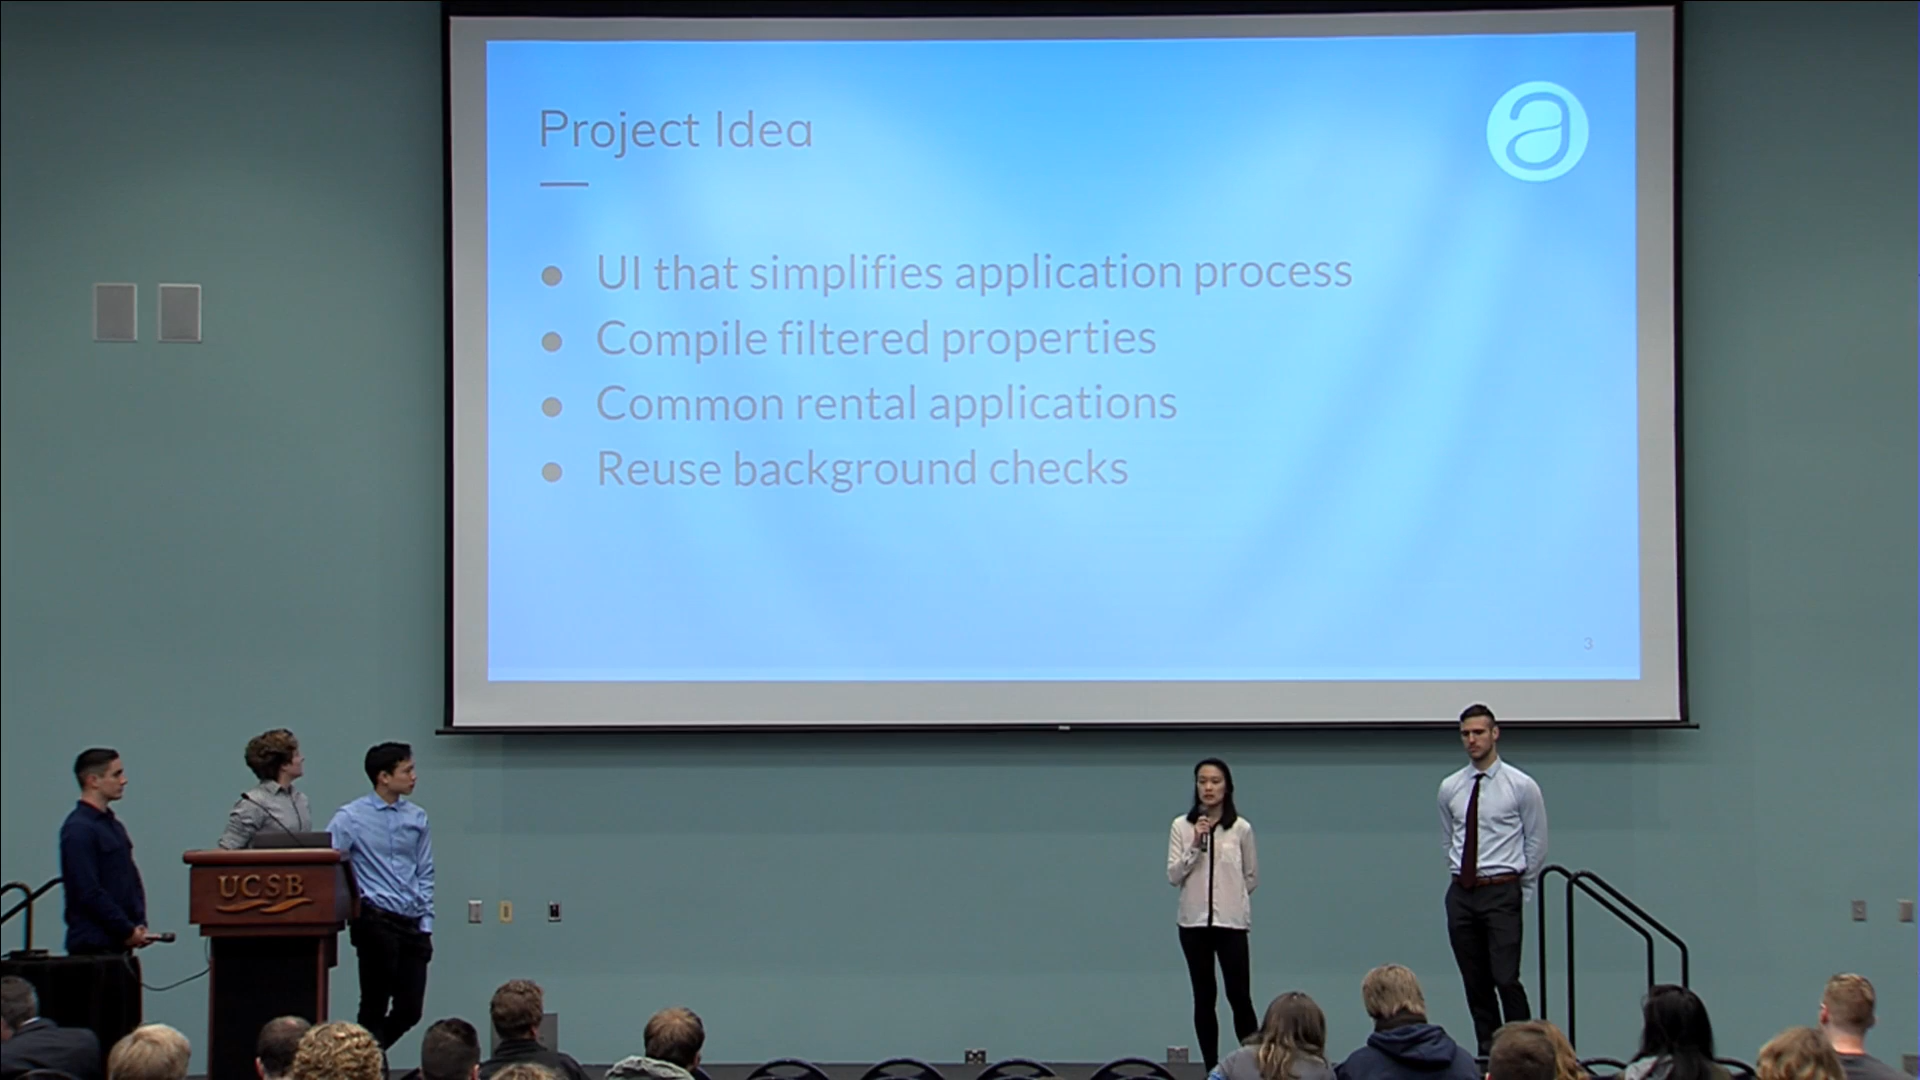 Project Idea
● UI that simplifies application process
● Compile filtered properties
● Common rental applications
● Reuse background checks
3
UCSB